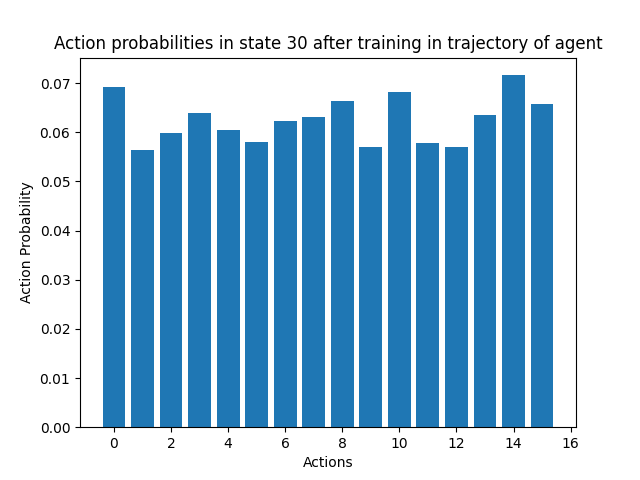 Action probabilities in state 30 after training in trajectory of agent
0.07
0.06
0.05
0.04
0.03
0.02
0.01
0.00
Action Probability
0 2 4 6 8 10 12 14 16
Actions